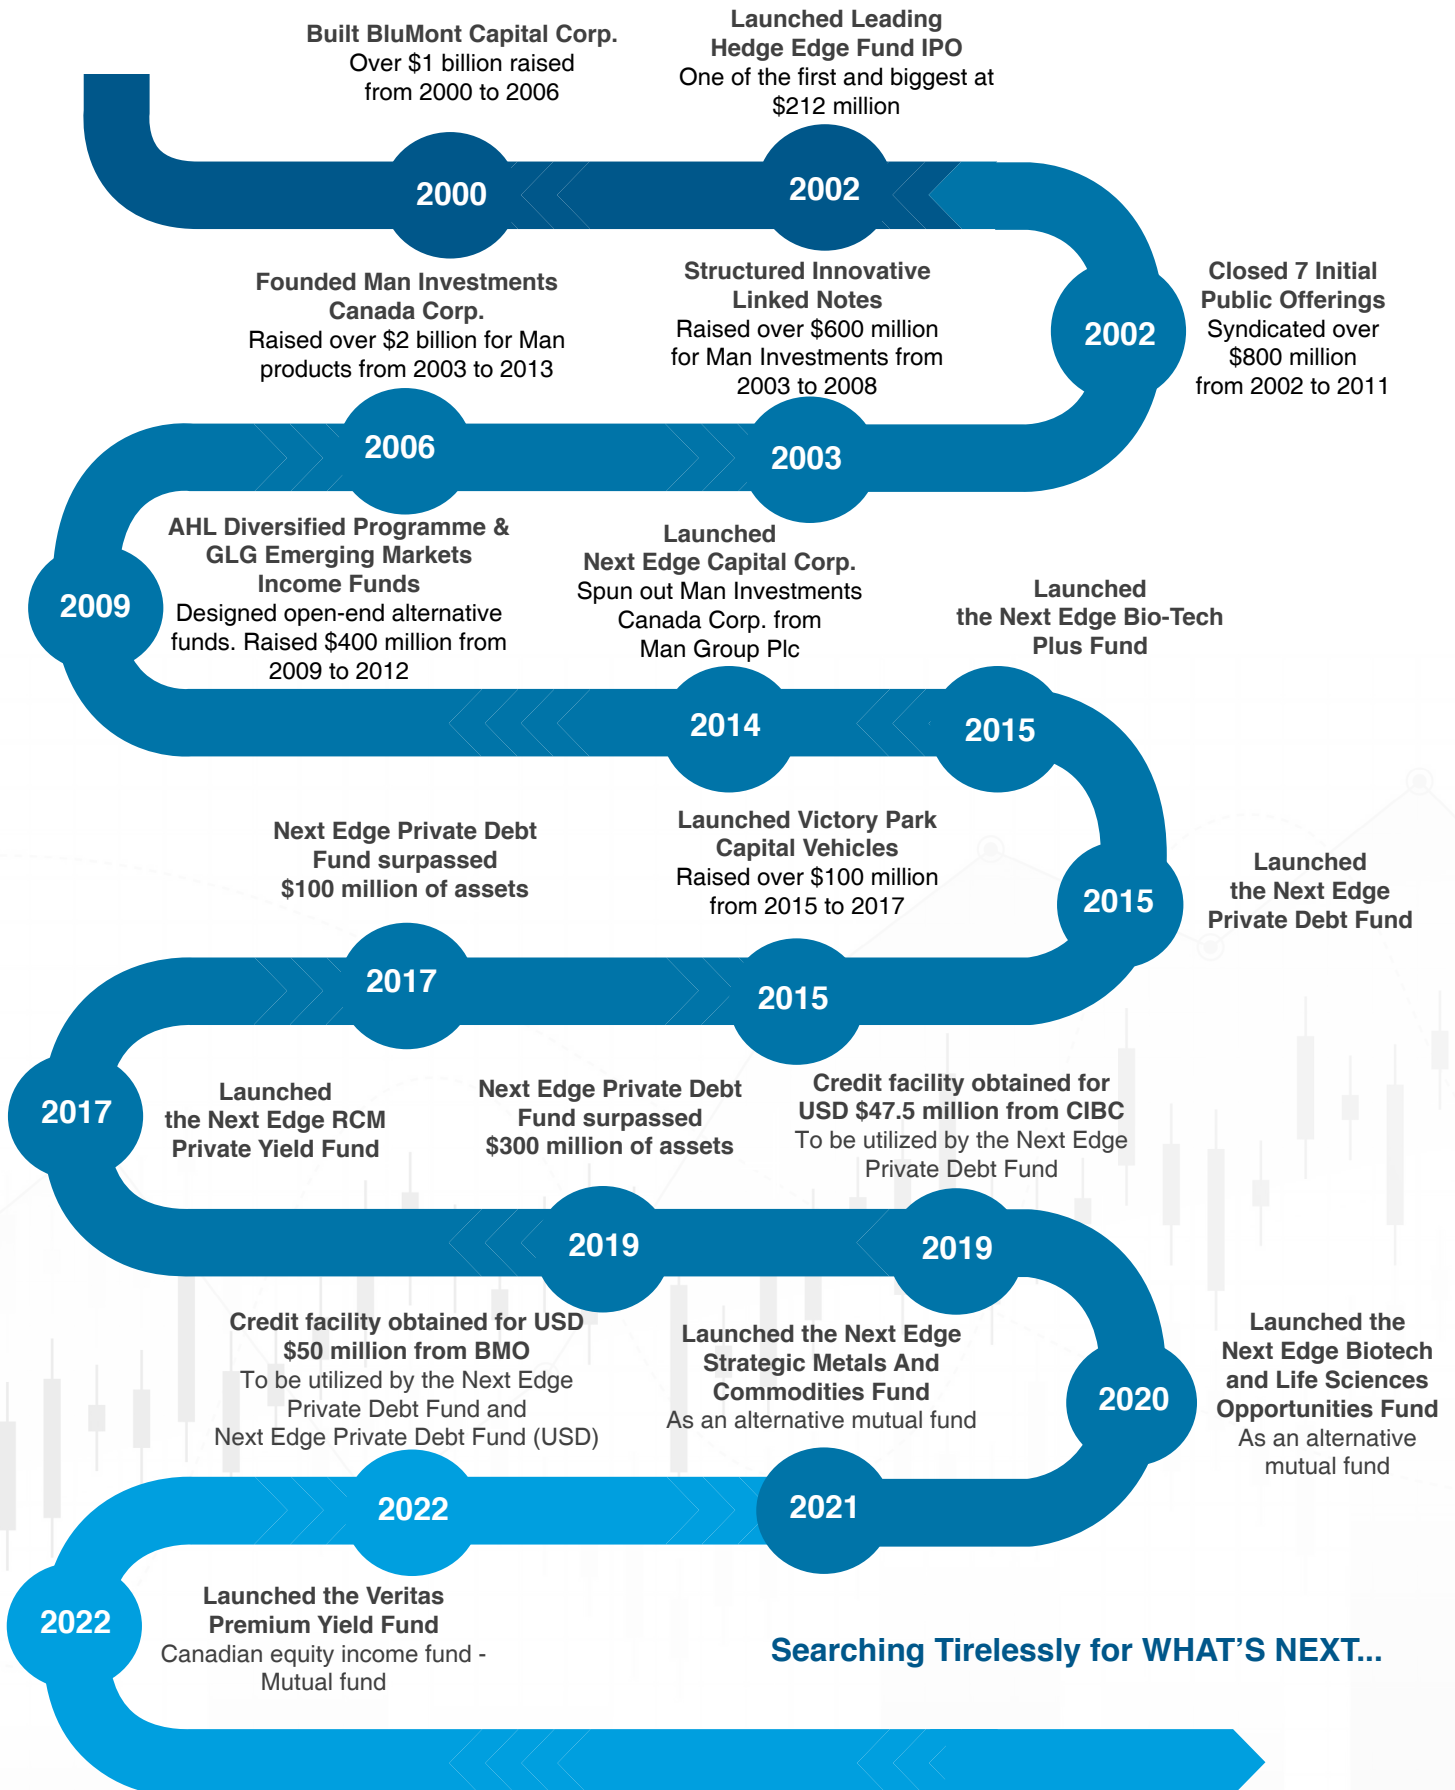 Built BluMont Capital Corp.
Over $1 billion raised
from 2000 to 2006
2000
Launched Leading
Hedge Edge Fund IPO
One of the first and biggest at
$212 million
2002
Closed 7 Initial
Public Offerings
Syndicated over
$800 million
from 2002 to 2011
2002
Structured Innovative
Linked Notes
Raised over $600 million
for Man Investments from
2003 to 2008
2003
Founded Man Investments
Canada Corp.
Raised over $2 billion for Man
products from 2003 to 2013
2006
AHL Diversified Programme &
GLG Emerging Markets
Income Funds
Designed open-end alternative
funds. Raised $400 million from
2009 to 2012
2009
Launched
Next Edge Capital Corp.
Spun out Man Investments
Canada Corp. from
Man Group Plc
2014
Launched
the Next Edge Bio-Tech
Plus Fund
2015
Launched
the Next Edge
Private Debt Fund
2015
Launched Victory Park
Capital Vehicles
Raised over $100 million
from 2015 to 2017
2015
Next Edge Private Debt
Fund surpassed
$100 million of assets
2017
Launched
the Next Edge RCM
Private Yield Fund
2017
Next Edge Private Debt
Fund surpassed
$300 million of assets
2019
Credit facility obtained for
USD $47.5 million from CIBC
To be utilized by the Next Edge
Private Debt Fund
2019
Launched the
Next Edge Biotech
and Life Sciences
Opportunities Fund
As an alternative
mutual fund
2020
Launched the Next Edge
Strategic Metals And
Commodities Fund
As an alternative mutual fund
2021
Credit facility obtained for USD
$50 million from BMO
To be utilized by the Next Edge
Private Debt Fund and
Next Edge Private Debt Fund (USD)
2022
Launched the Veritas
Premium Yield Fund
Canadian equity income fund -
Mutual fund
2022
Searching Tirelessly for WHAT'S NEXT...